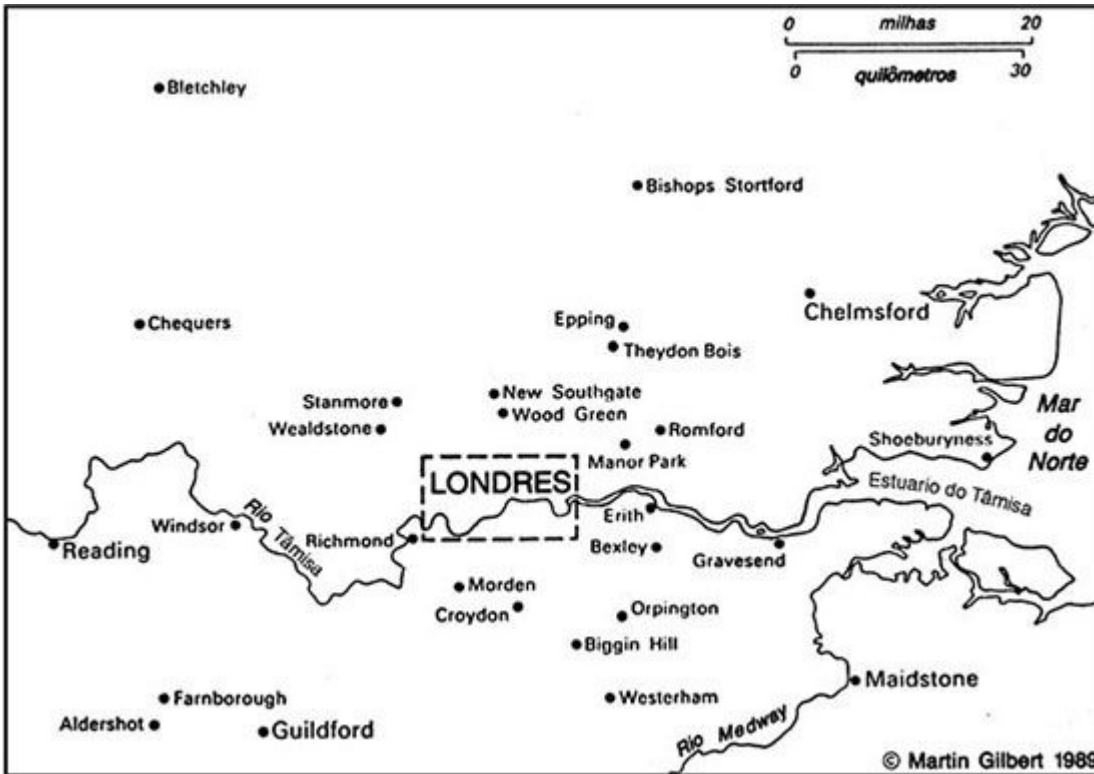 0 milhas 20
0 quilômetros 30
Bletchley
Bishops Stortford
Chelmsford
Chequers
Epping
Theydon Bois
New Southgate
Stanmore
Wood Green
Wealdstone
Romford
Manor Park
Mar
do
Norte
Shoeburyness
LONDRES
Estuario do Tâmisa
Rio
Tâmisa
Windsor
Erith
Richmond
Reading
Bexley
Gravesend
Morden
Croydon
Orpington
Biggin Hill
Maidstone
Farnborough
Westerham
Aldershot
Guildford
Rio Medway
© Martin Gilbert 1989